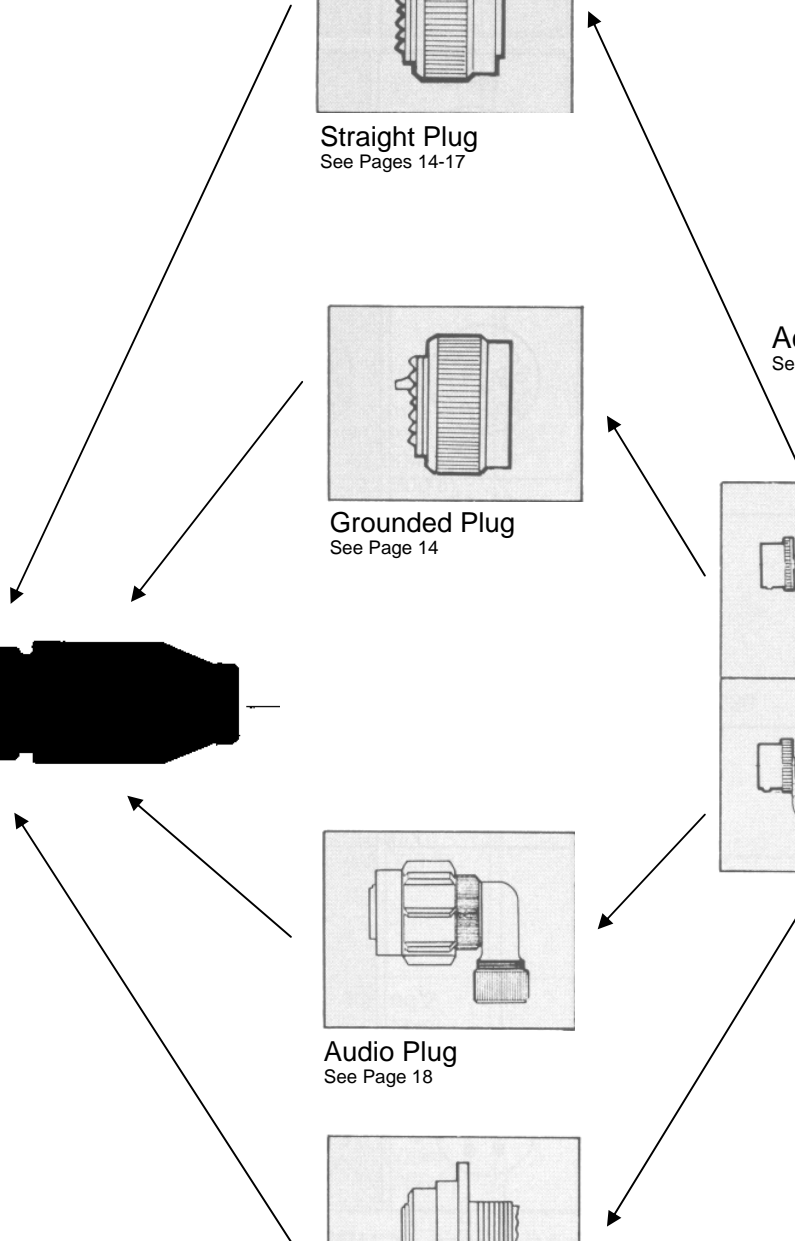 Straight Plug
See Pages 14-17
Grounded Plug
See Page 14
Audio Plug
See Page 18